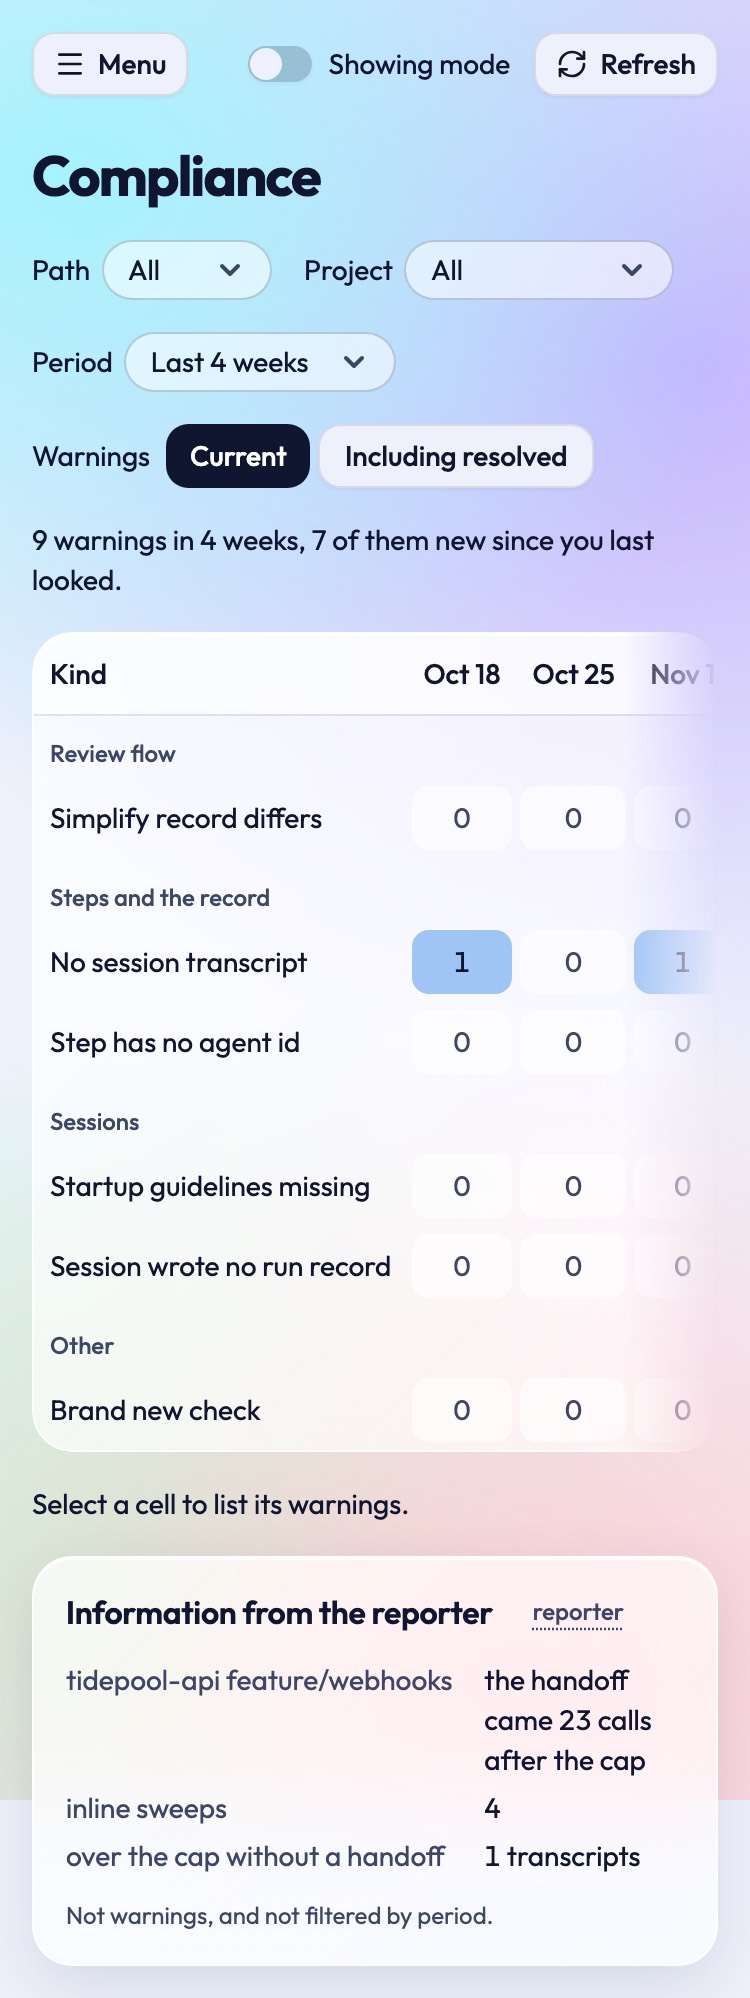 Menu
Showing mode
Refresh
Compliance
Path All
Project All
Period Last 4 weeks
Warnings Current Including resolved
9 warnings in 4 weeks, 7 of them new since you last
looked.
Kind Oct 18 Oct 25 Nov 1
Review flow
Simplify record differs 0 0 0
Steps and the record
No session transcript 1 0 1
Step has no agent id 0 0 0
Sessions
Startup guidelines missing 0 0 0
Session wrote no run record 0 0 0
Other
Brand new check 0 0 0
Select a cell to list its warnings.
Information from the reporter reporter
tidepool-api feature/webhooks the handoff
came 23 calls
after the cap
inline sweeps 4
over the cap without a handoff 1 transcripts
Not warnings, and not filtered by period.